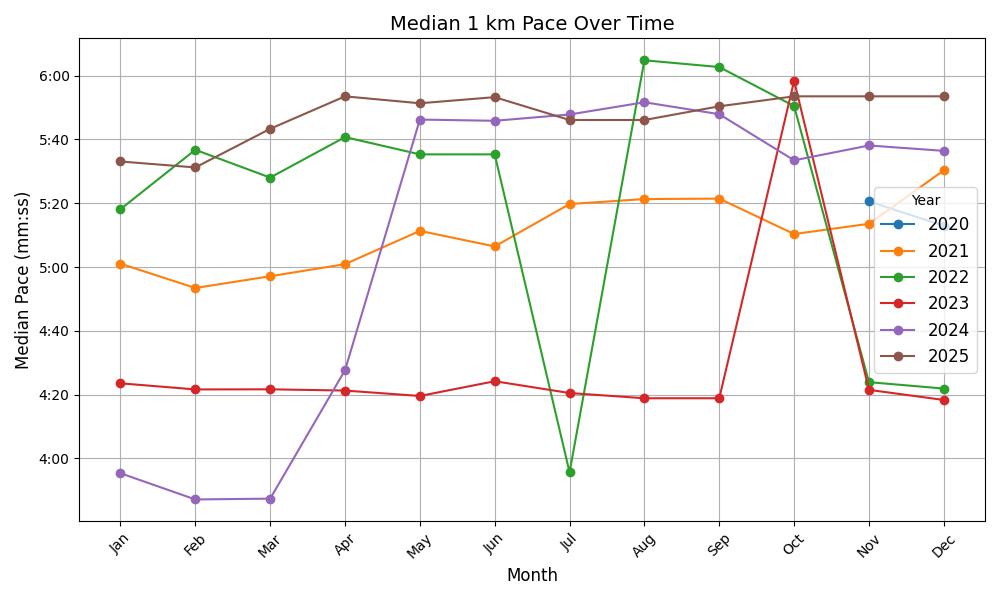 Median 1 km Pace Over Time
Median Pace (mm:ss)
6:00
5:40
5:20
5:00
4:40
4:20
4:00
Jan
Feb
Mar
Apr
May
Jun
Jul
Aug
Sep
Oct
Nov
Dec
Month
Year
2020
2021
2022
2023
2024
2025